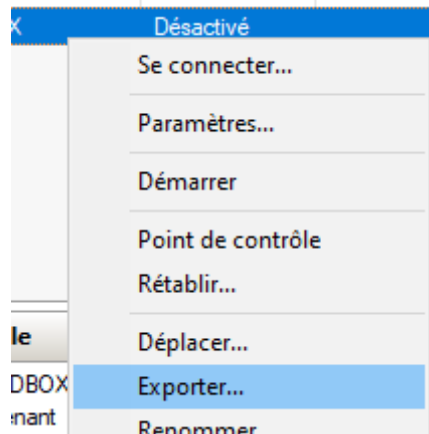 X Désactivé
Se connecter...
Paramètres...
Démarrer
Point de contrôle
Rétablir...
le
Déplacer...
DBOX
Exporter...
enant
Renommer